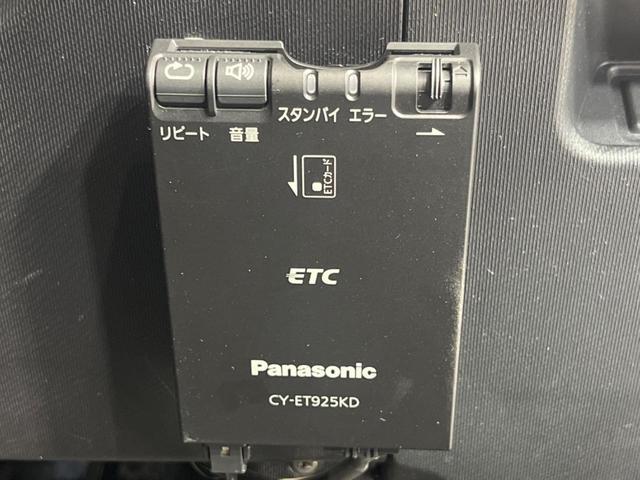 スタンバイ エラー
リピート 音量
ETCカード
ETC
Panasonic
CY-ET925KD